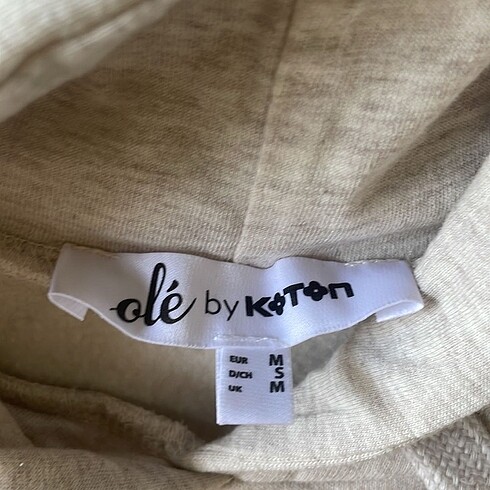 olé by KOTON
EUR M
D/CH S
UK M